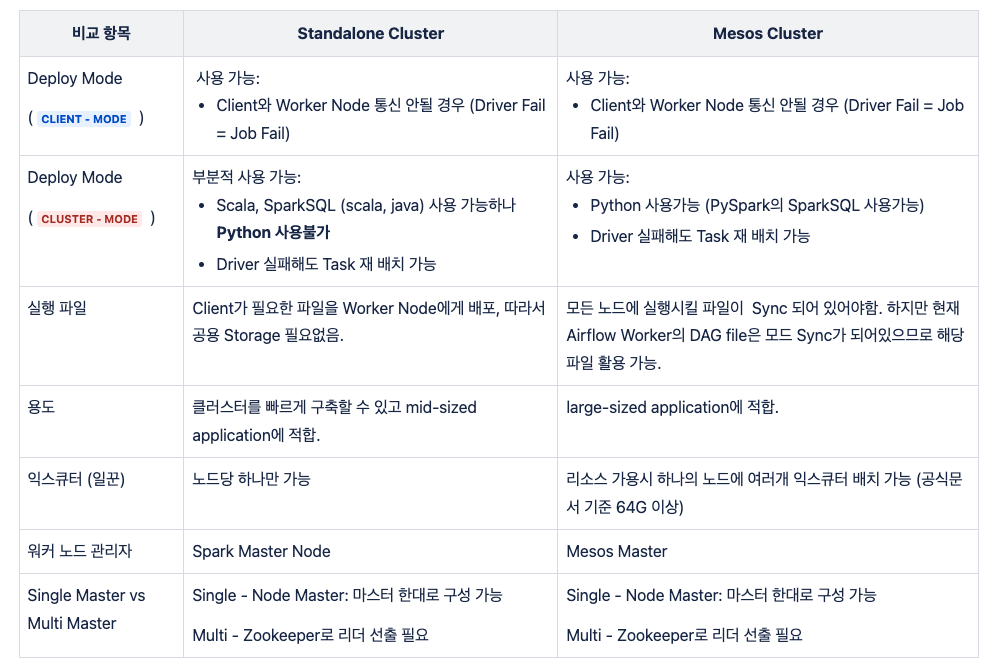 비교 항목
Standalone Cluster
Mesos Cluster
Deploy Mode
( CLIENT - MODE )
사용 가능:
• Client와 Worker Node 통신 안될 경우 (Driver Fail
= Job Fail)
사용 가능:
• Client와 Worker Node 통신 안될 경우 (Driver Fail = Job
Fail)
Deploy Mode
( CLUSTER - MODE )
부분적 사용 가능:
• Scala, SparkSQL (scala, java) 사용 가능하나
Python 사용불가
• Driver 실패해도 Task 재 배치 가능
사용 가능:
• Python 사용가능 (PySpark의 SparkSQL 사용가능)
• Driver 실패해도 Task 재 배치 가능
실행 파일
Client가 필요한 파일을 Worker Node에게 배포, 따라서
공용 Storage 필요없음.
모든 노드에 실행시킬 파일이 Sync 되어 있어야함. 하지만 현재
Airflow Worker의 DAG file은 모드 Sync가 되어있으므로 해당
파일 활용 가능.
용도
클러스터를 빠르게 구축할 수 있고 mid-sized
application에 적합.
large-sized application에 적합.
익스큐터 (일꾼)
노드당 하나만 가능
리소스 가용시 하나의 노드에 여러개 익스큐터 배치 가능 (공식문
서 기준 64G 이상)
워커 노드 관리자
Spark Master Node
Mesos Master
Single Master vs
Multi Master
Single - Node Master: 마스터 한대로 구성 가능
Multi - Zookeeper로 리더 선출 필요
Single - Node Master: 마스터 한대로 구성 가능
Multi - Zookeeper로 리더 선출 필요